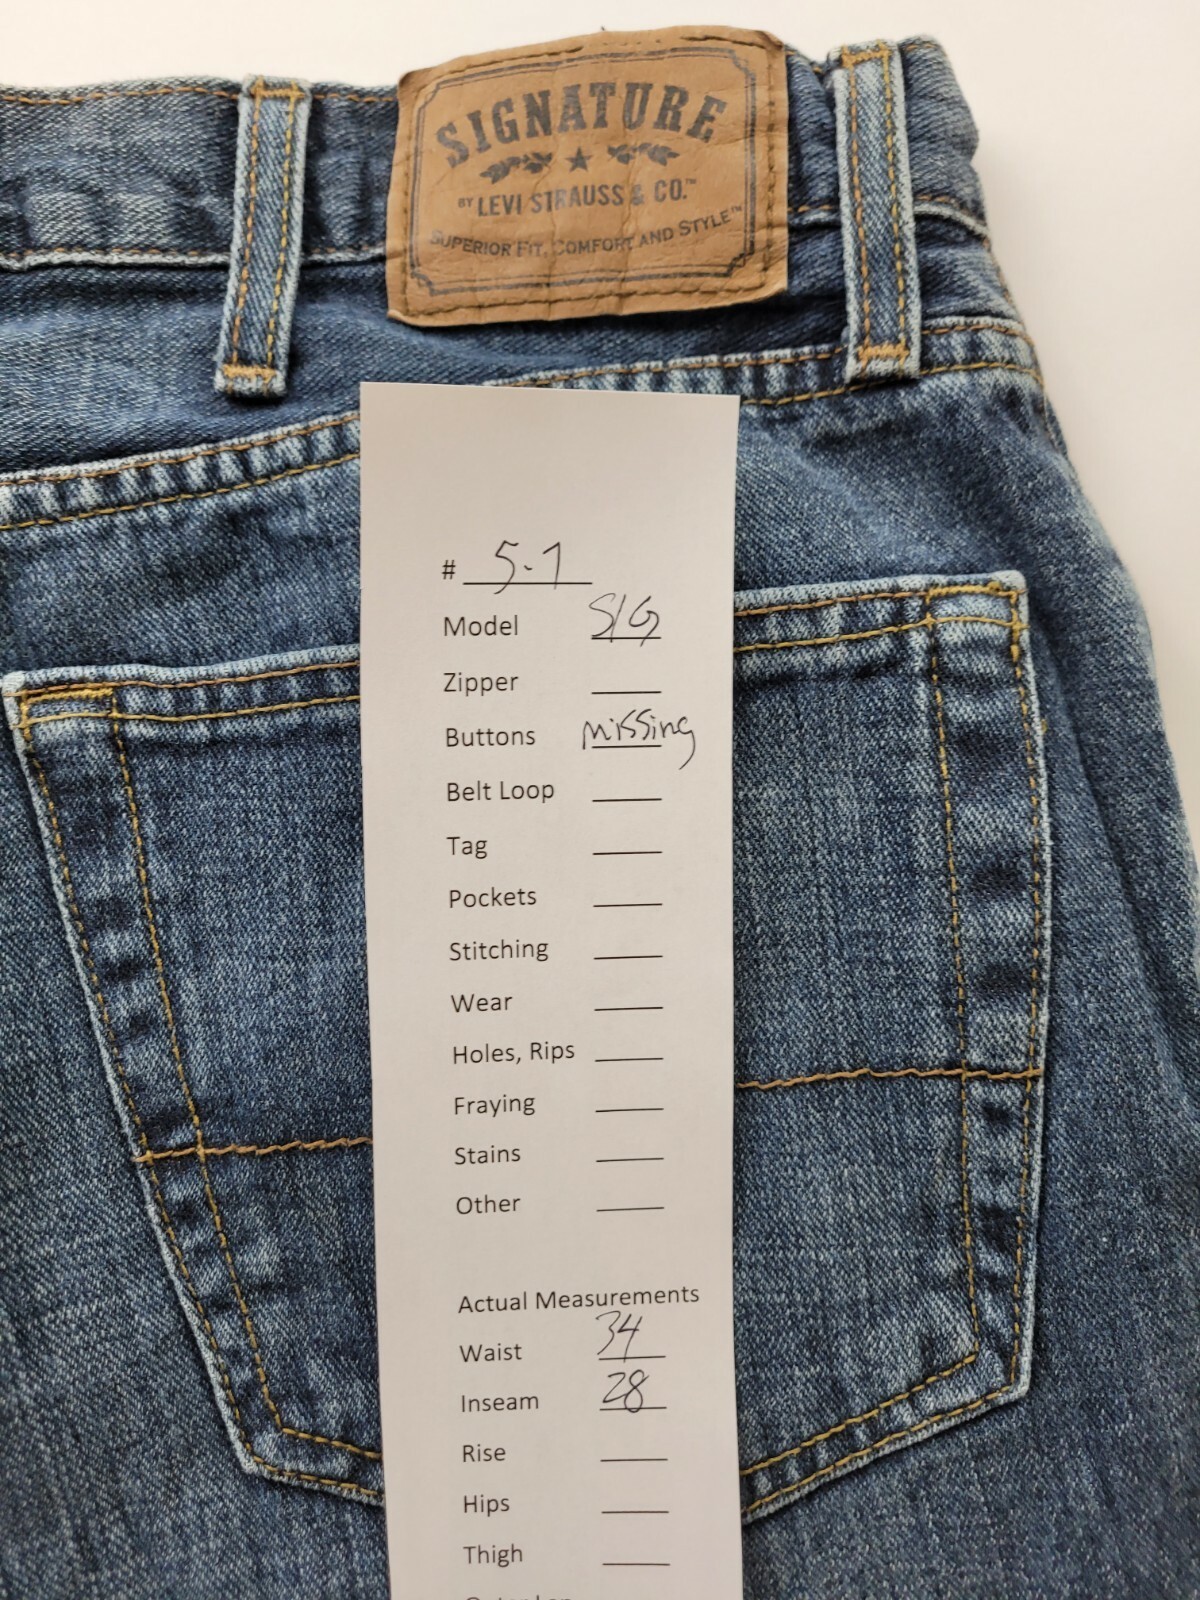 SIGNATURE
BY LEVI STRAUSS & CO.™
SUPERIOR FIT, COMFORT AND STYLE™
# 5-1
Model SIG
Zipper
Buttons missing
Belt Loop
Tag
Pockets
Stitching
Wear
Holes, Rips
Fraying
Stains
Other
Actual Measurements
Waist 34
Inseam 28
Rise
Hips
Thigh